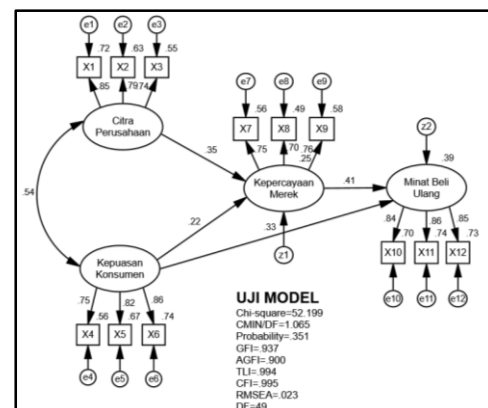 e1 e2 e3
.72 .63 .55
X1 X2 X3
.85 .79 .74
Citra
Perusahaan
e7 e8 e9
.56 .49 .58
X7 X8 X9
.75 .70 .76
.25
z2
.39
.35
.54
Kepercayaan
Merek
.41
Minat Beli
Ulang
.22
.33
z1
.84 .86 .85
.70 .74 .73
X10 X11 X12
e10 e11 e12
Kepuasan
Konsumen
.75 .82 .86
.56 .67 .74
X4 X5 X6
e4 e5 e6
UJI MODEL
Chi-square=52.199
CMIN/DF=1.065
Probability=.351
GFI=.937
AGFI=.900
TLI=.994
CFI=.995
RMSEA=.023
DF=49